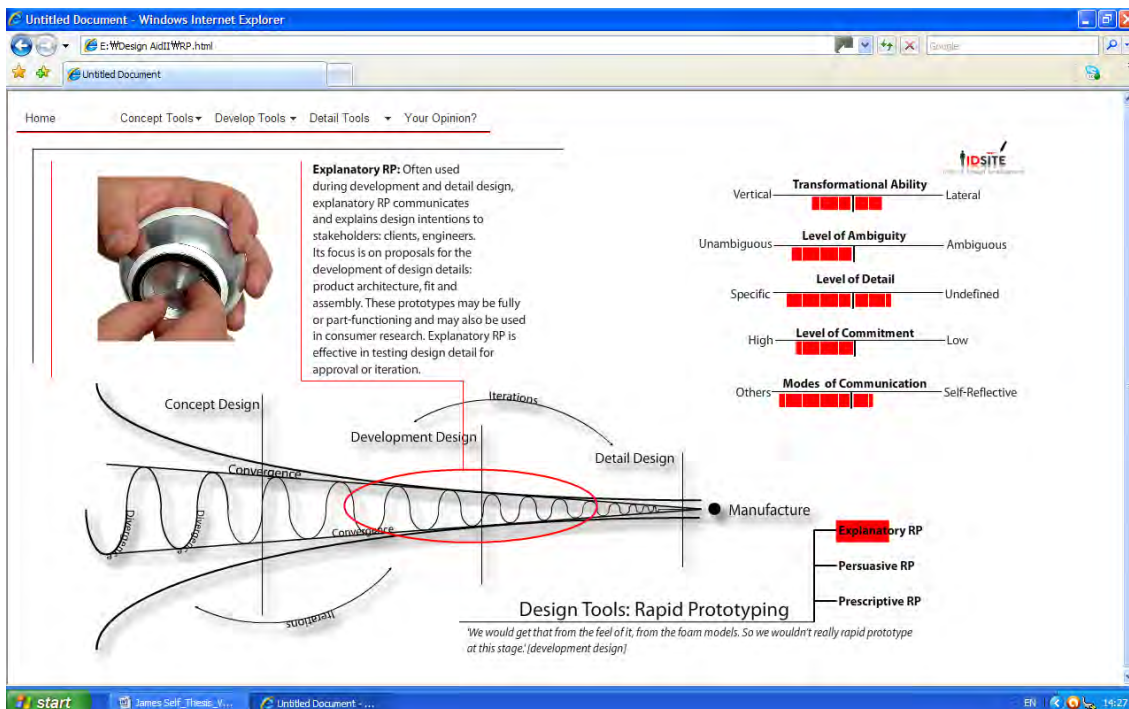 Untitled Document - Windows Internet Explorer
E:₩Design AidII₩RP.html
Google
Untitled Document
Home Concept Tools Develop Tools Detail Tools Your Opinion?
IDSITE
Explanatory RP: Often used
during development and detail design,
explanatory RP communicates
and explains design intentions to
stakeholders: clients, engineers.
Its focus is on proposals for the
development of design details:
product architecture, fit and
assembly. These prototypes may be fully
or part-functioning and may also be used
in consumer research. Explanatory RP is
effective in testing design detail for
approval or iteration.
Transformational Ability
Vertical Lateral
Level of Ambiguity
Unambiguous Ambiguous
Level of Detail
Specific Undefined
Level of Commitment
High Low
Modes of Communication
Others Self-Reflective
Concept Design
Iterations
Development Design
Detail Design
Convergence
Divergence
Divergence
Convergence
Manufacture
Iterations
Explanatory RP
Persuasive RP
Prescriptive RP
Design Tools: Rapid Prototyping
'We would get that from the feel of it, from the foam models. So we wouldn't really rapid prototype
at this stage.' [development design]
start James Self_Thesis_V... Untitled Document - ... EN 14:27